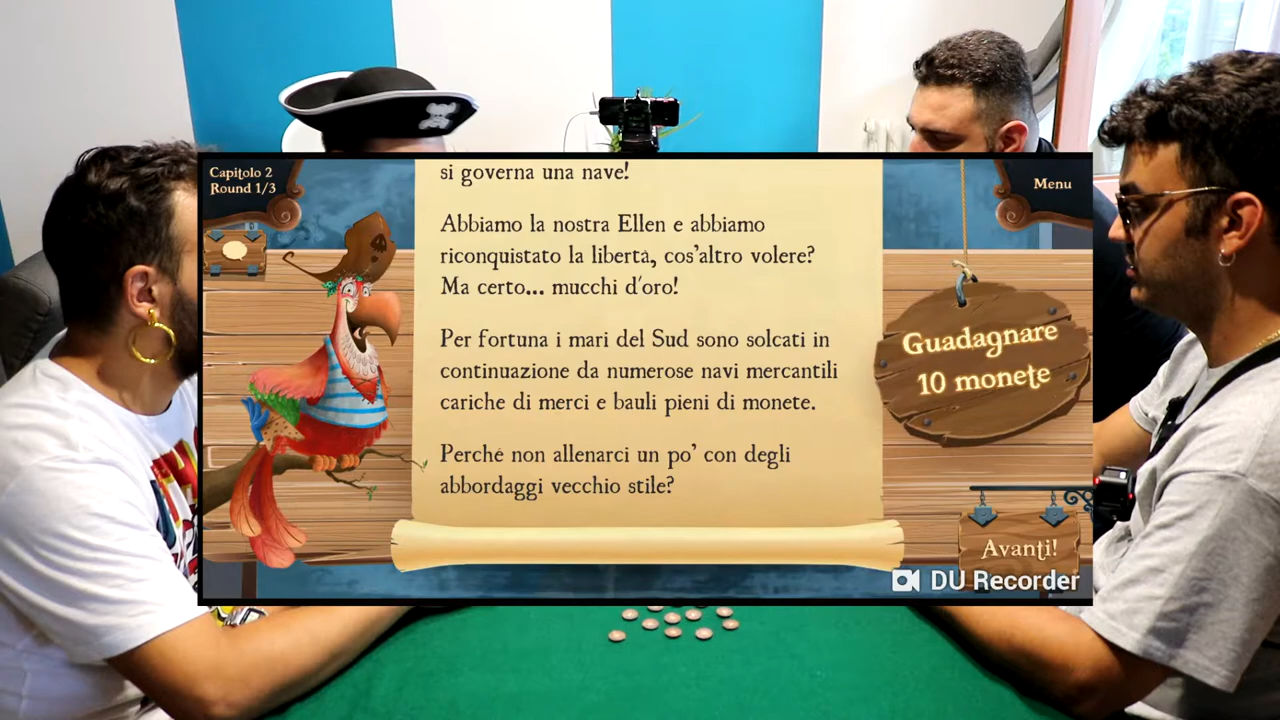 Capitolo 2
Round 1/3
Menu
si governa una nave!
Abbiamo la nostra Ellen e abbiamo
riconquistato la libertà, cos'altro volere?
Ma certo... mucchi d'oro!
Per fortuna i mari del Sud sono solcati in
continuazione da numerose navi mercantili
cariche di merci e bauli pieni di monete.
Perché non allenarci un po' con degli
abbordaggi vecchio stile?
Guadagnare
10 monete
Avanti!
DU Recorder